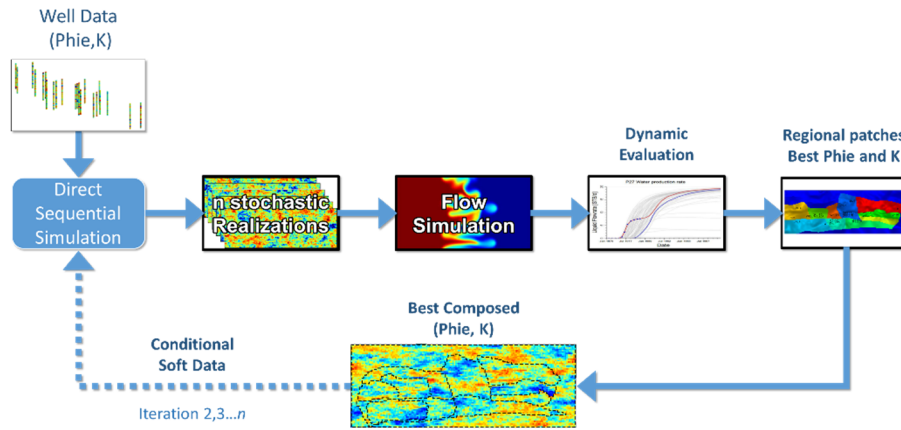 Well Data
(Phie,K)
Direct
Sequential
Simulation
n stochastic
Realizations
Flow
Simulation
Dynamic
Evaluation
Regional patches
Best Phie and K
Best Composed
(Phie, K)
Conditional
Soft Data
Iteration 2,3...n